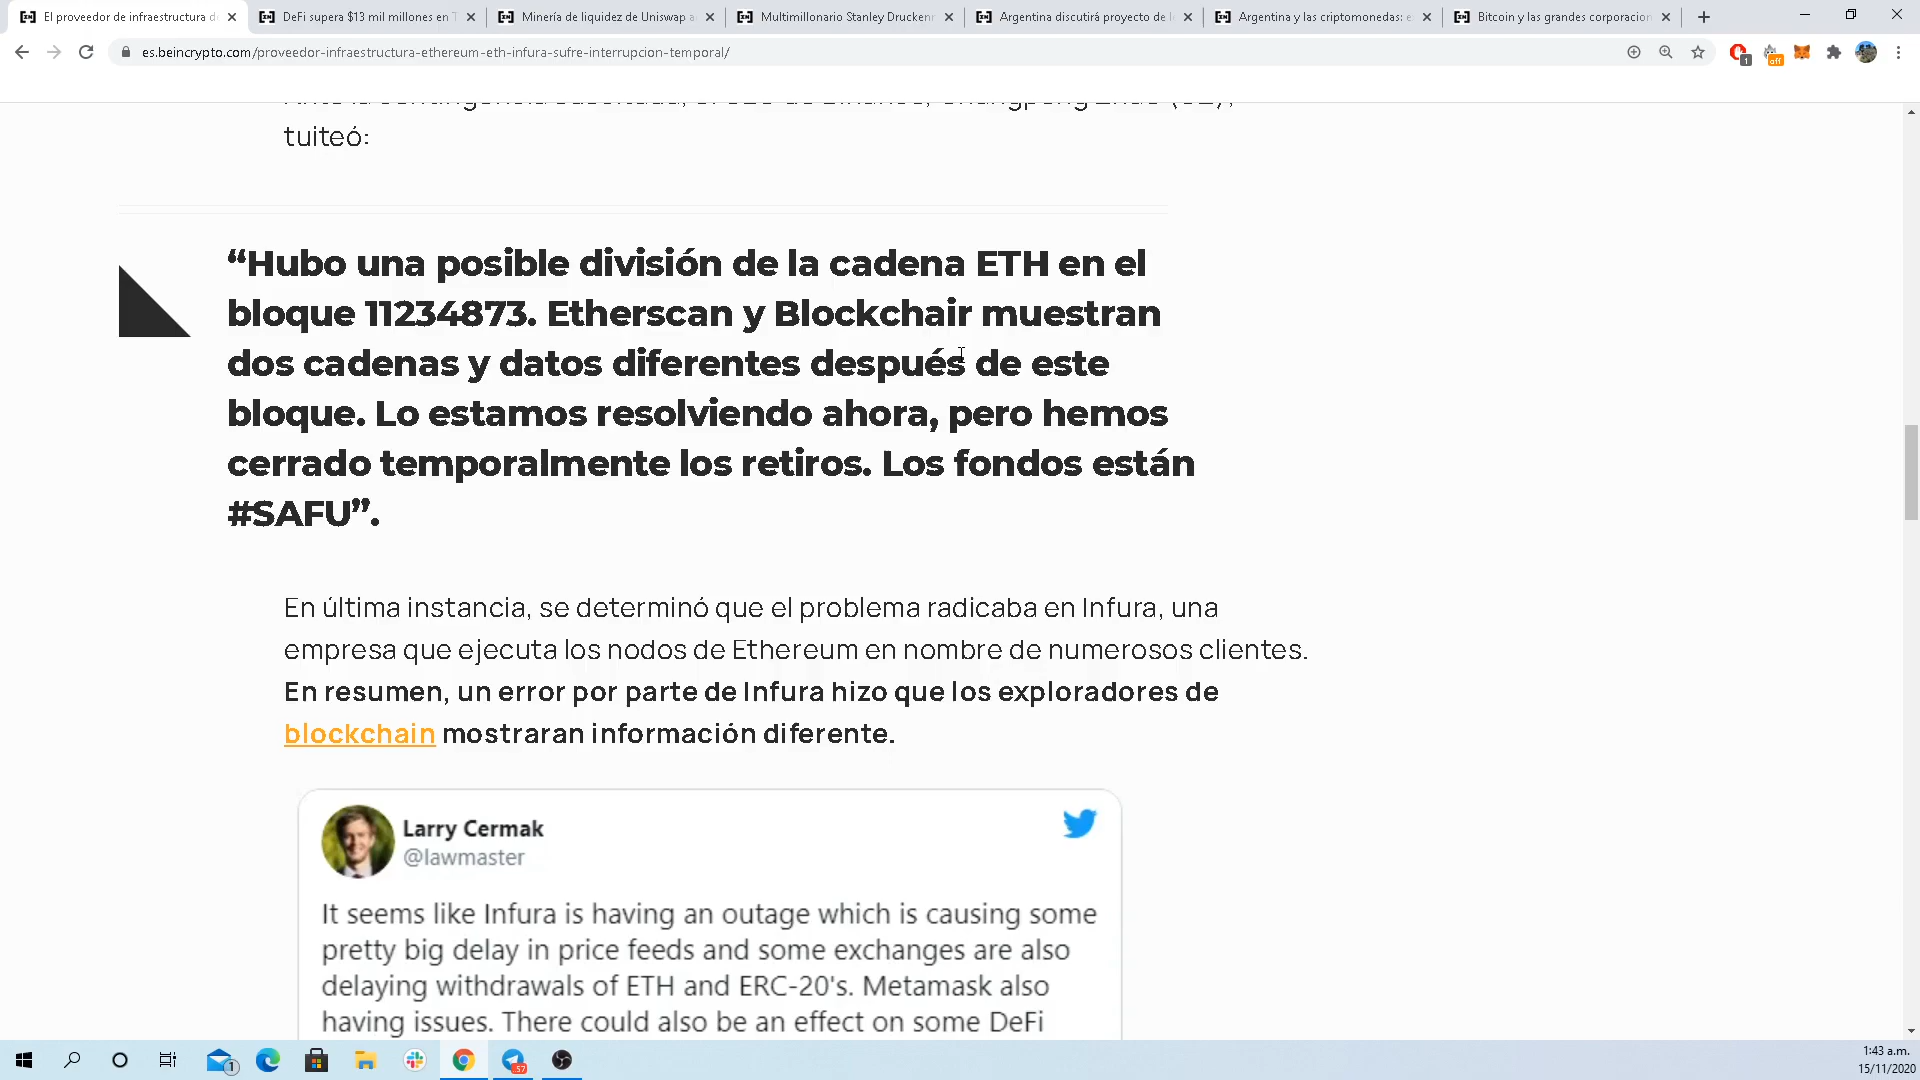 El proveedor de infraestructura d
DeFi supera $13 mil millones en T
Minería de liquidez de Uniswap a
Multimillonario Stanley Druckenn
Argentina discutirá proyecto de l
Argentina y las criptomonedas: e
Bitcoin y las grandes corporacion
es.beincrypto.com/proveedor-infraestructura-ethereum-eth-infura-sufre-interrupcion-temporal/
1
off
tuiteó:
“Hubo una posible división de la cadena ETH en el
bloque 11234873. Etherscan y Blockchair muestran
dos cadenas y datos diferentes después de este
bloque. Lo estamos resolviendo ahora, pero hemos
cerrado temporalmente los retiros. Los fondos están
#SAFU”.
En última instancia, se determinó que el problema radicaba en Infura, una
empresa que ejecuta los nodos de Ethereum en nombre de numerosos clientes.
En resumen, un error por parte de Infura hizo que los exploradores de
blockchain mostraran información diferente.
Larry Cermak
@lawmaster
It seems like Infura is having an outage which is causing some
pretty big delay in price feeds and some exchanges are also
delaying withdrawals of ETH and ERC-20's. Metamask also
having issues. There could also be an effect on some DeFi
1
57
1:43 a.m.
15/11/2020